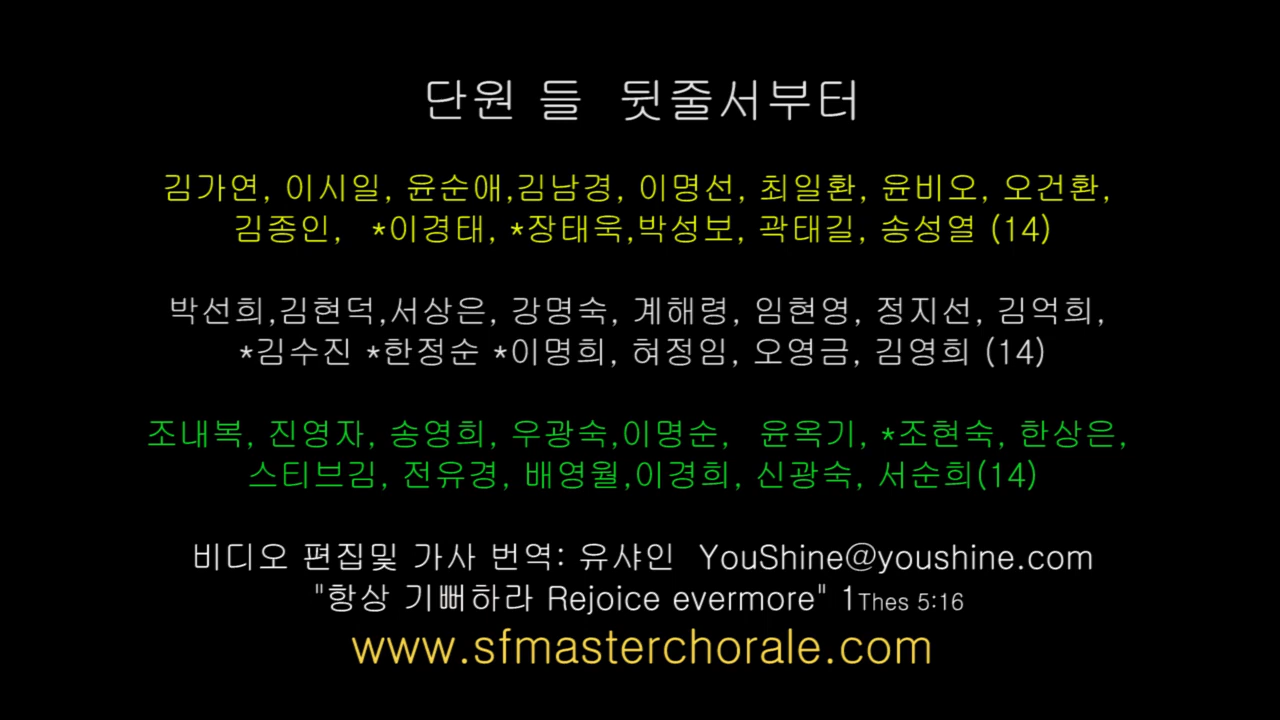 단원 들  뒷줄서부터
김가연, 이시일, 윤순애,김남경, 이명선, 최일환, 윤비오, 오건환,
김종인,  *이경태, *장태욱,박성보, 곽태길, 송성열 (14)
박선희,김현덕,서상은, 강명숙, 계해령, 임현영, 정지선, 김억희,
*김수진 *한정순 *이명희, 허정임, 오영금, 김영희 (14)
조내복, 진영자, 송영희, 우광숙,이명순,  윤옥기, *조현숙, 한상은,
스티브김, 전유경, 배영월,이경희, 신광숙, 서순희(14)
비디오 편집및 가사 번역: 유샤인  YouShine@youshine.com
"항상 기뻐하라 Rejoice evermore" 1Thes 5:16
www.sfmasterchorale.com